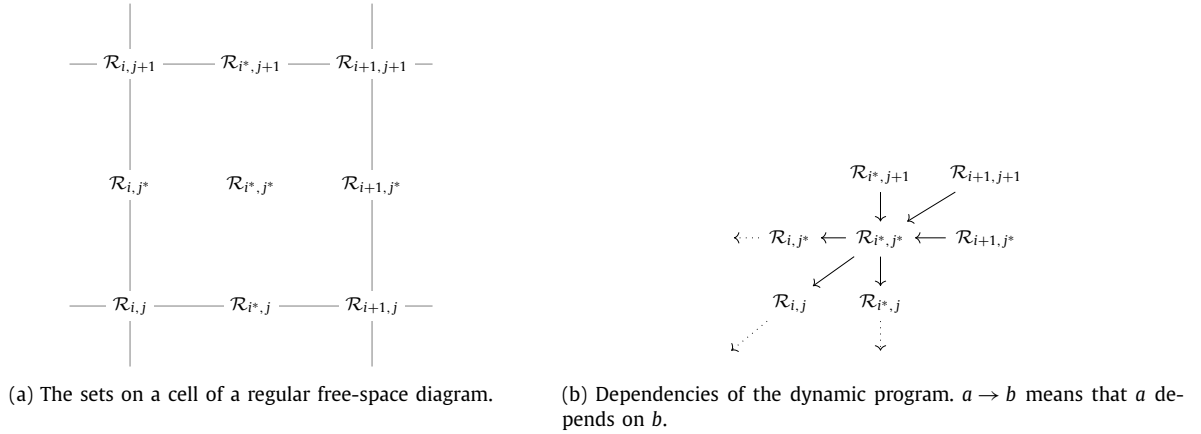 ℛ_{i,j+1} ℛ_{i*,j+1} ℛ_{i+1,j+1}
ℛ_{i,j*} ℛ_{i*,j*} ℛ_{i+1,j*}
ℛ_{i,j} ℛ_{i*,j} ℛ_{i+1,j}
(a) The sets on a cell of a regular free-space diagram.
ℛ_{i*,j+1} ℛ_{i+1,j+1}
ℛ_{i,j*} ℛ_{i*,j*} ℛ_{i+1,j*}
ℛ_{i,j} ℛ_{i*,j}
(b) Dependencies of the dynamic program. a → b means that a de-
pends on b.